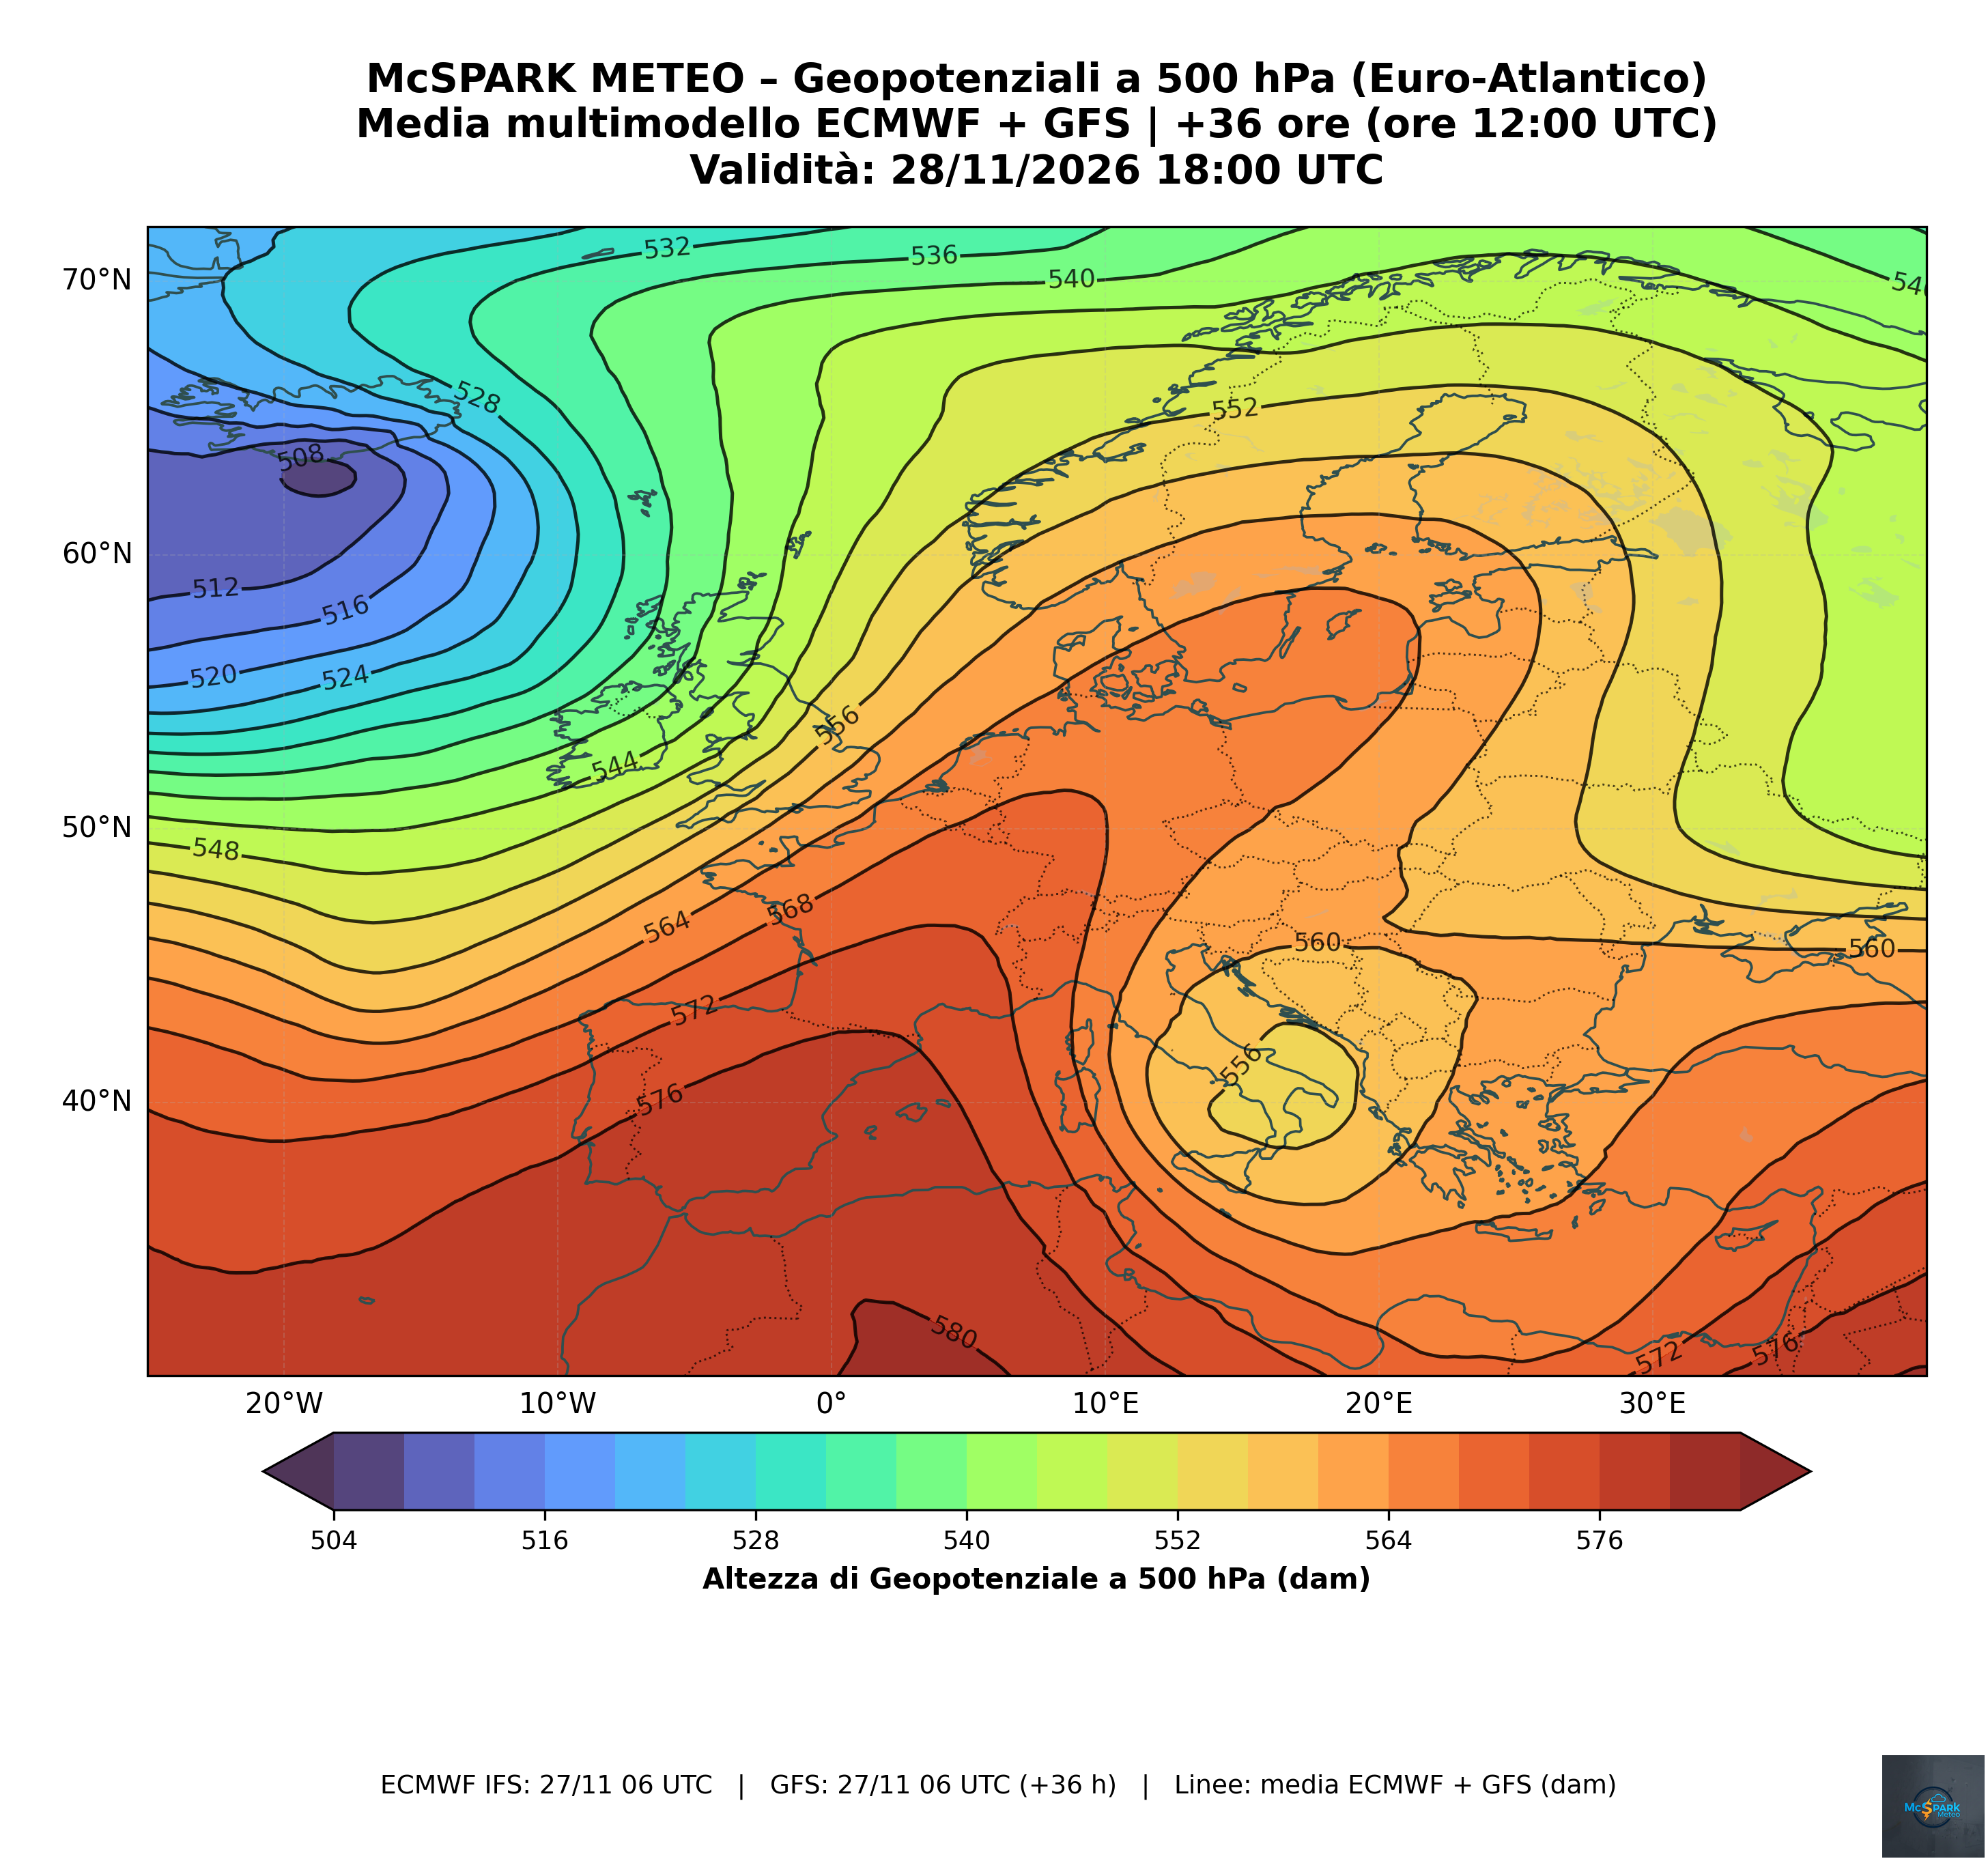 McSPARK METEO – Geopotenziali a 500 hPa (Euro-Atlantico)
Media multimodello ECMWF + GFS | +36 ore (ore 12:00 UTC)
Validità: 28/11/2026 18:00 UTC
532
536
540
540
70°N
528
552
508
60°N
512
516
520
524
556
544
50°N
548
568
564
560
560
572
556
576
40°N
580
572
576
20°W
10°W
0°
10°E
20°E
30°E
504
516
528
540
552
564
576
Altezza di Geopotenziale a 500 hPa (dam)
ECMWF IFS: 27/11 06 UTC | GFS: 27/11 06 UTC (+36 h) | Linee: media ECMWF + GFS (dam)
McSPARK
Meteo